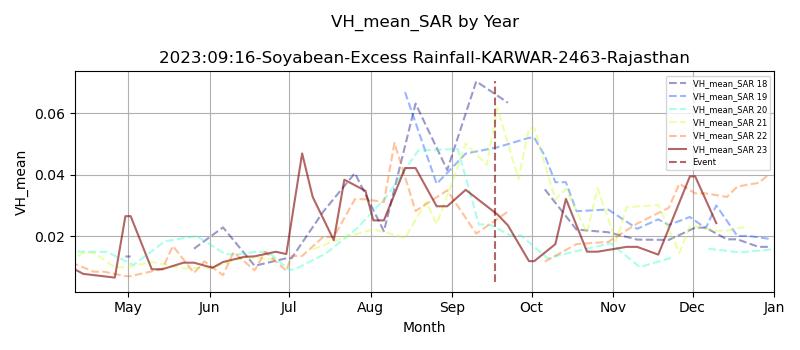 VH_mean_SAR by Year
2023:09:16-Soyabean-Excess Rainfall-KARWAR-2463-Rajasthan
VH_mean_SAR 18
VH_mean_SAR 19
VH_mean_SAR 20
VH_mean_SAR 21
VH_mean_SAR 22
VH_mean_SAR 23
Event
0.06
0.04
0.02
VH_mean
May Jun Jul Aug Sep Oct Nov Dec Jan
Month